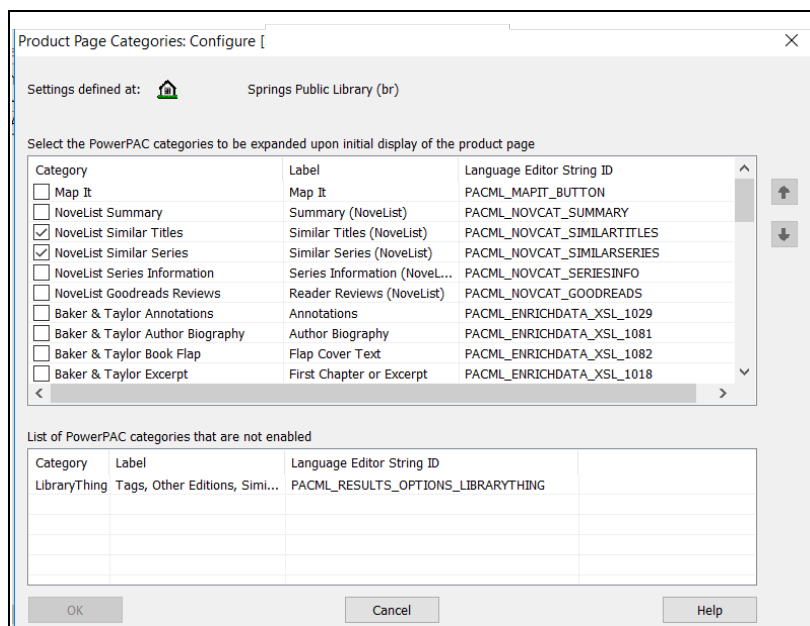 Product Page Categories: Configure [
Settings defined at: Springs Public Library (br)
Select the PowerPAC categories to be expanded upon initial display of the product page
Category Label Language Editor String ID
Map It Map It PACML_MAPIT_BUTTON
NoveList Summary Summary (NoveList) PACML_NOVCAT_SUMMARY
NoveList Similar Titles Similar Titles (NoveList) PACML_NOVCAT_SIMILARTITLES
NoveList Similar Series Similar Series (NoveList) PACML_NOVCAT_SIMILARSERIES
NoveList Series Information Series Information (NoveL... PACML_NOVCAT_SERIESINFO
NoveList Goodreads Reviews Reader Reviews (NoveList) PACML_NOVCAT_GOODREADS
Baker & Taylor Annotations Annotations PACML_ENRICHDATA_XSL_1029
Baker & Taylor Author Biography Author Biography PACML_ENRICHDATA_XSL_1081
Baker & Taylor Book Flap Flap Cover Text PACML_ENRICHDATA_XSL_1082
Baker & Taylor Excerpt First Chapter or Excerpt PACML_ENRICHDATA_XSL_1018
List of PowerPAC categories that are not enabled
Category Label Language Editor String ID
LibraryThing Tags, Other Editions, Simi... PACML_RESULTS_OPTIONS_LIBRARYTHING
OK Cancel Help